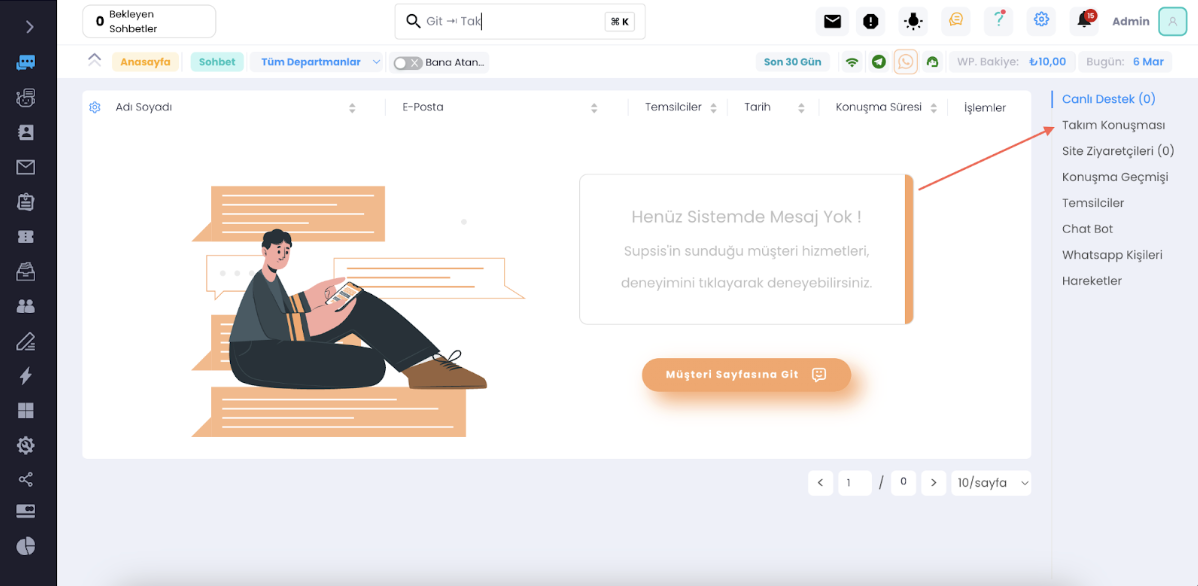 0 Bekleyen
Sohbetler
Git ⇥ Tak
⌘ K
?
15
Admin
Anasayfa
Sohbet
Tüm Departmanlar
X Bana Atan...
Son 30 Gün
WP. Bakiye: ₺10,00
Bugün: 6 Mar
Adı Soyadı
E-Posta
Temsilciler
Tarih
Konuşma Süresi
İşlemler
Canlı Destek (0)
Takım Konuşması
Site Ziyaretçileri (0)
Konuşma Geçmişi
Temsilciler
Chat Bot
Whatsapp Kişileri
Hareketler
Henüz Sistemde Mesaj Yok !
Supsis'in sunduğu müşteri hizmetleri,
deneyimini tıklayarak deneyebilirsiniz.
Müşteri Sayfasına Git
< 1 / 0 > 10/sayfa